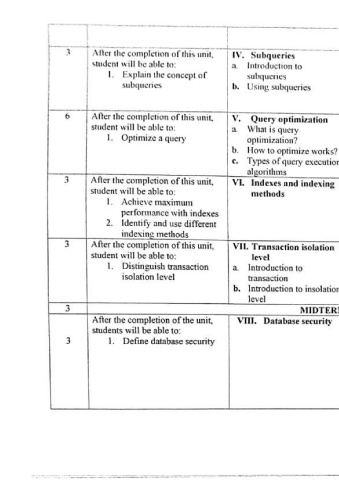 3
After the completion of this unit,
student will be able to:
1. Explain the concept of
subqueries
IV. Subqueries
a. Introduction to
subqueries
b. Using subqueries
6
After the completion of this unit,
student will be able to:
1. Optimize a query
V. Query optimization
a. What is query
optimization?
b. How to optimize works?
c. Types of query execution
algorithms
3
After the completion of this unit,
student will be able to:
1. Achieve maximum
performance with indexes
2. Identify and use different
indexing methods
VI. Indexes and indexing
methods
3
After the completion of this unit,
student will be able to:
1. Distinguish transaction
isolation level
VII. Transaction isolation
level
a. Introduction to
transaction
b. Introduction to insolation
level
3
MIDTER
3
After the completion of the unit,
students will be able to:
1. Define database security
VIII. Database security